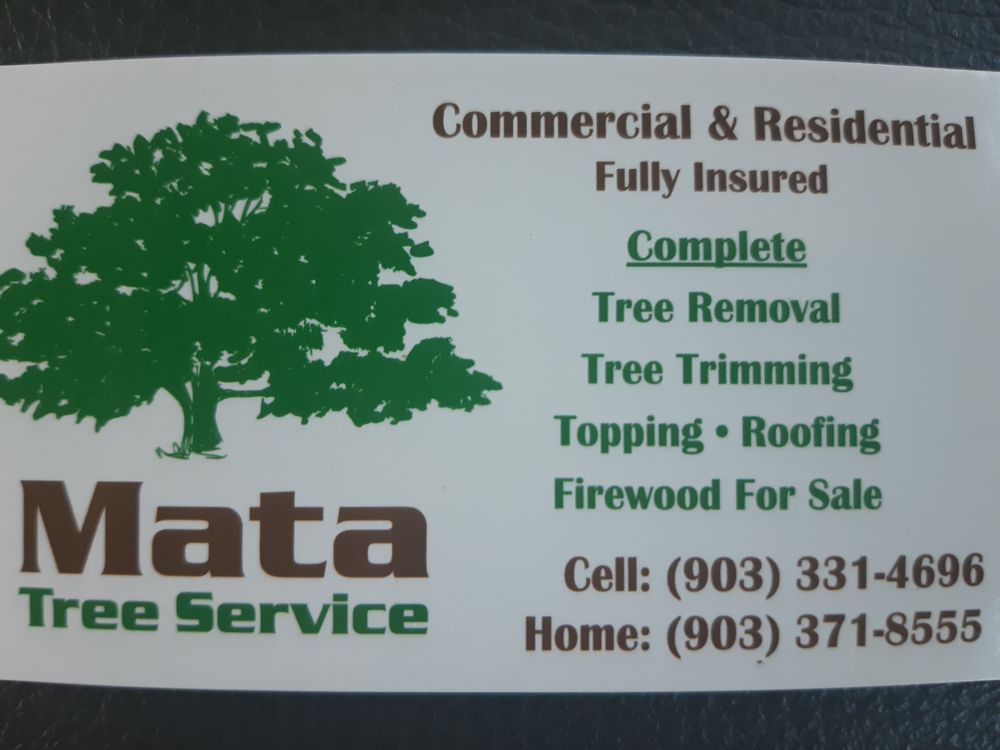 Commercial & Residential
Fully Insured
Complete
Tree Removal
Tree Trimming
Topping • Roofing
Firewood For Sale
Mata
Tree Service
Cell: (903) 331-4696
Home: (903) 371-8555